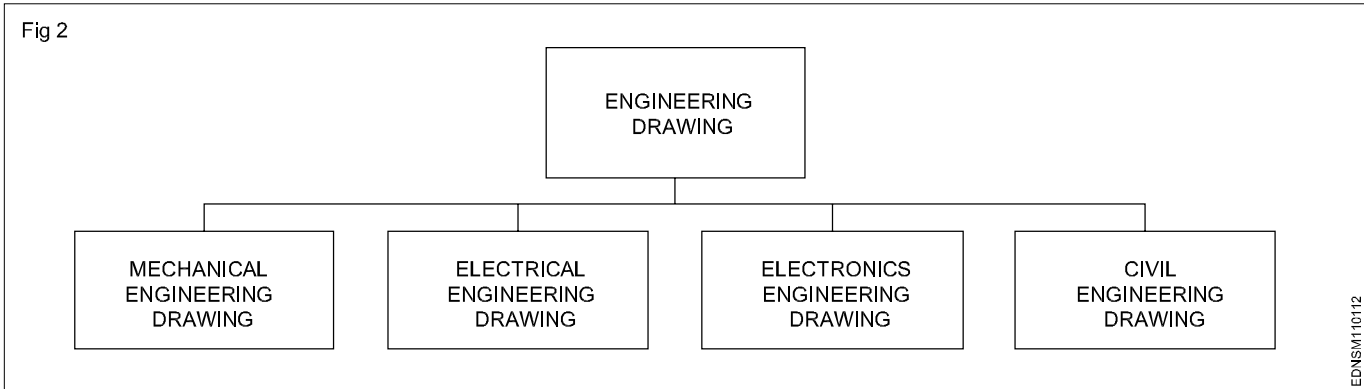 Fig 2
ENGINEERING
DRAWING
MECHANICAL
ENGINEERING
DRAWING
ELECTRICAL
ENGINEERING
DRAWING
ELECTRONICS
ENGINEERING
DRAWING
CIVIL
ENGINEERING
DRAWING
EDNSM110112